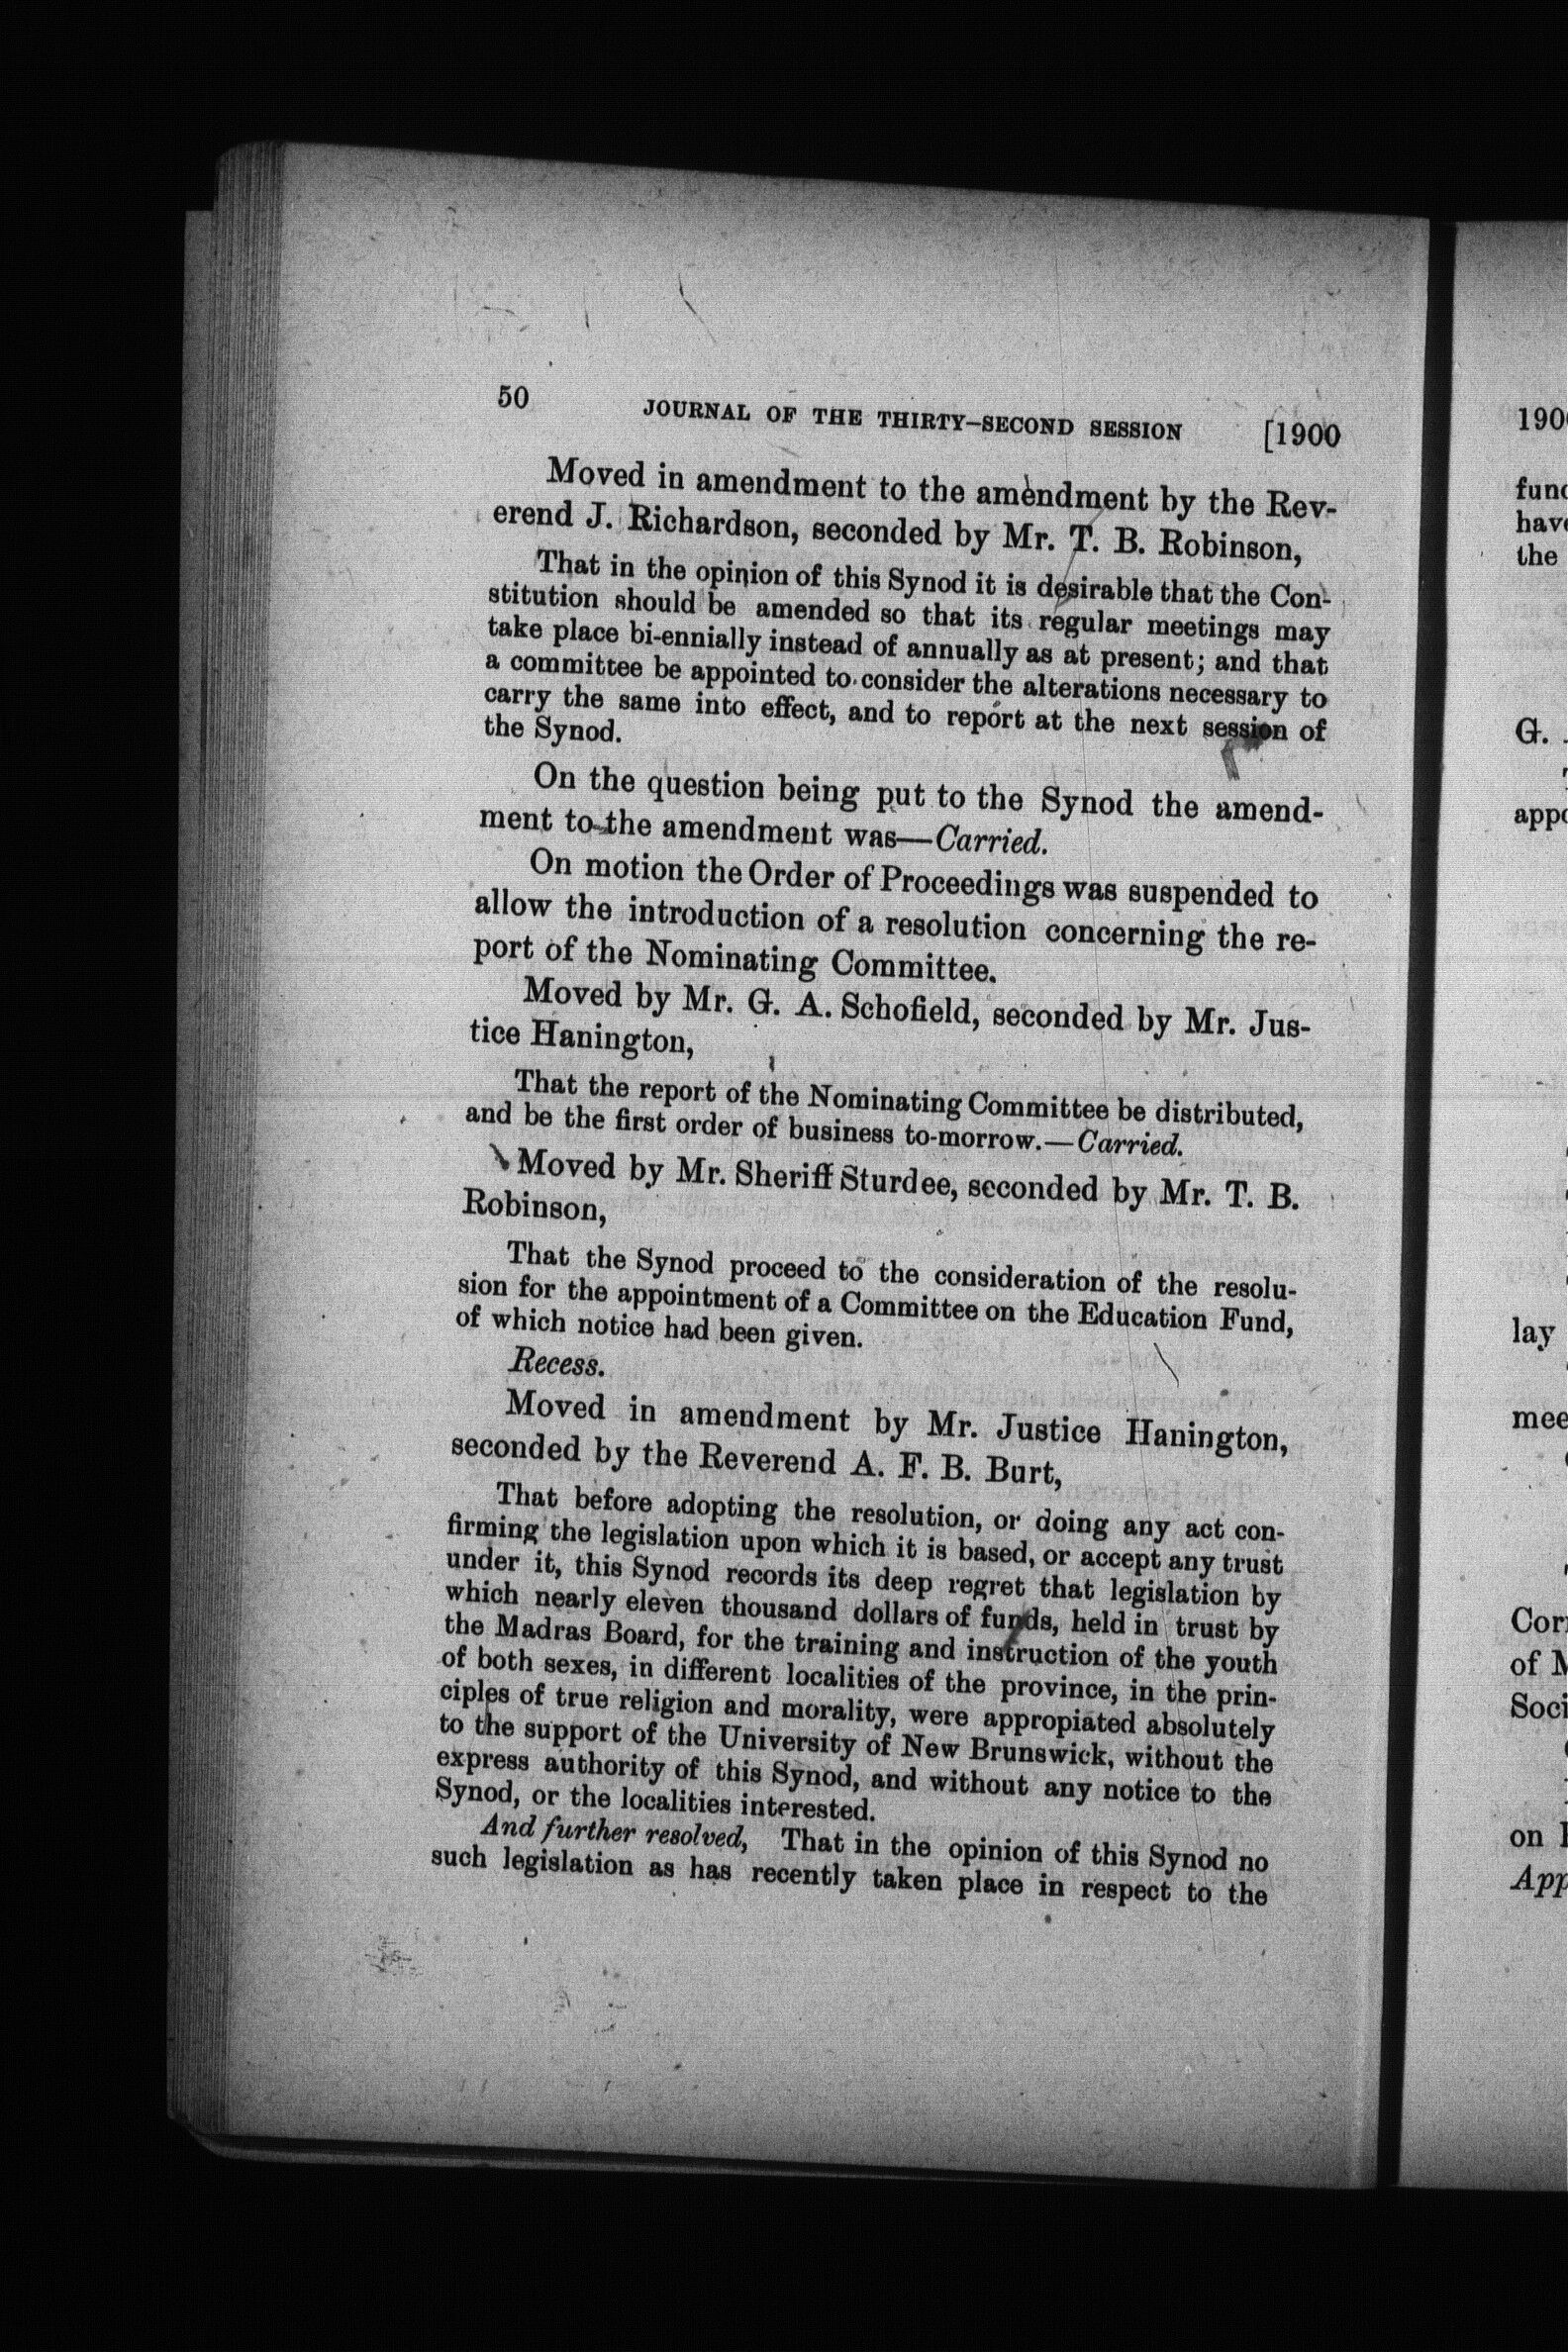 50 JOURNAL OF THE THIRTY-SECOND SESSION [1900
Moved in amendment to the amendment by the Rev-
erend J. Richardson, seconded by Mr. T. B. Robinson,
That in the opinion of this Synod it is desirable that the Con-
stitution should be amended so that its regular meetings may
take place bi-ennially instead of annually as at present; and that
a committee be appointed to consider the alterations necessary to
carry the same into effect, and to report at the next session of
the Synod.
On the question being put to the Synod the amend-
ment to the amendment was—Carried.
On motion the Order of Proceedings was suspended to
allow the introduction of a resolution concerning the re-
port of the Nominating Committee.
Moved by Mr. G. A. Schofield, seconded by Mr. Jus-
tice Hanington,
That the report of the Nominating Committee be distributed,
and be the first order of business to-morrow.—Carried.
Moved by Mr. Sheriff Sturdee, seconded by Mr. T. B.
Robinson,
That the Synod proceed to the consideration of the resolu-
sion for the appointment of a Committee on the Education Fund,
of which notice had been given.
Recess.
Moved in amendment by Mr. Justice Hanington,
seconded by the Reverend A. F. B. Burt,
That before adopting the resolution, or doing any act con-
firming the legislation upon which it is based, or accept any trust
under it, this Synod records its deep regret that legislation by
which nearly eleven thousand dollars of funds, held in trust by
the Madras Board, for the training and instruction of the youth
of both sexes, in different localities of the province, in the prin-
ciples of true religion and morality, were appropiated absolutely
to the support of the University of New Brunswick, without the
express authority of this Synod, and without any notice to the
Synod, or the localities interested.
And further resolved, That in the opinion of this Synod no
such legislation as has recently taken place in respect to the
190
func
have
the
G.
appo
lay
mee
Cor
of M
Soci
on
App